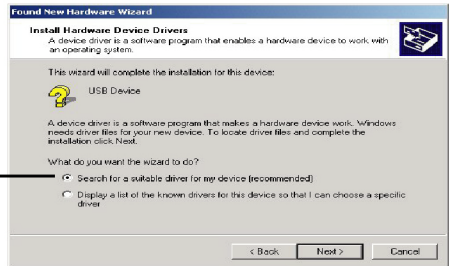 Found New Hardware Wizard
Install Hardware Device Drivers
A device driver is a software program that enables a hardware device to work with
an operating system.
This wizard will complete the installation for this device:
USB Device
A device driver is a software program that makes a hardware device work. Windows
needs driver files for your new device. To locate driver files and complete the
installation click Next.
What do you want the wizard to do?
Search for a suitable driver for my device (recommended)
Display a list of the known drivers for this device so that I can choose a specific
driver
< Back Next > Cancel